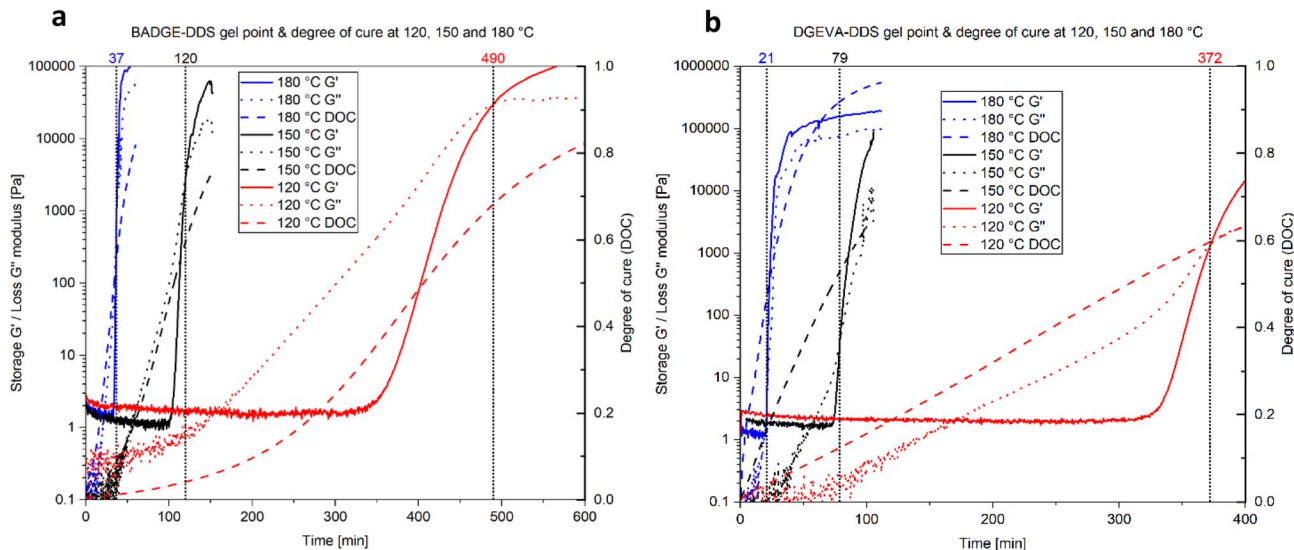 a
BADGE-DDS gel point & degree of cure at 120, 150 and 180 °C
37
120
490
100000
10000
1000
100
10
1
0.1
Storage G' / Loss G'' modulus [Pa]
180 °C G'
180 °C G''
180 °C DOC
150 °C G'
150 °C G''
150 °C DOC
120 °C G'
120 °C G''
120 °C DOC
1.0
0.8
0.6
0.4
0.2
0.0
Degree of cure (DOC)
0
100
200
300
400
500
600
Time [min]
b
DGEVA-DDS gel point & degree of cure at 120, 150 and 180 °C
21
79
372
1000000
100000
10000
1000
100
10
1
0.1
Storage G' / Loss G'' modulus [Pa]
180 °C G'
180 °C G''
180 °C DOC
150 °C G'
150 °C G''
150 °C DOC
120 °C G'
120 °C G''
120 °C DOC
1.0
0.8
0.6
0.4
0.2
0.0
Degree of cure (DOC)
0
100
200
300
400
Time [min]